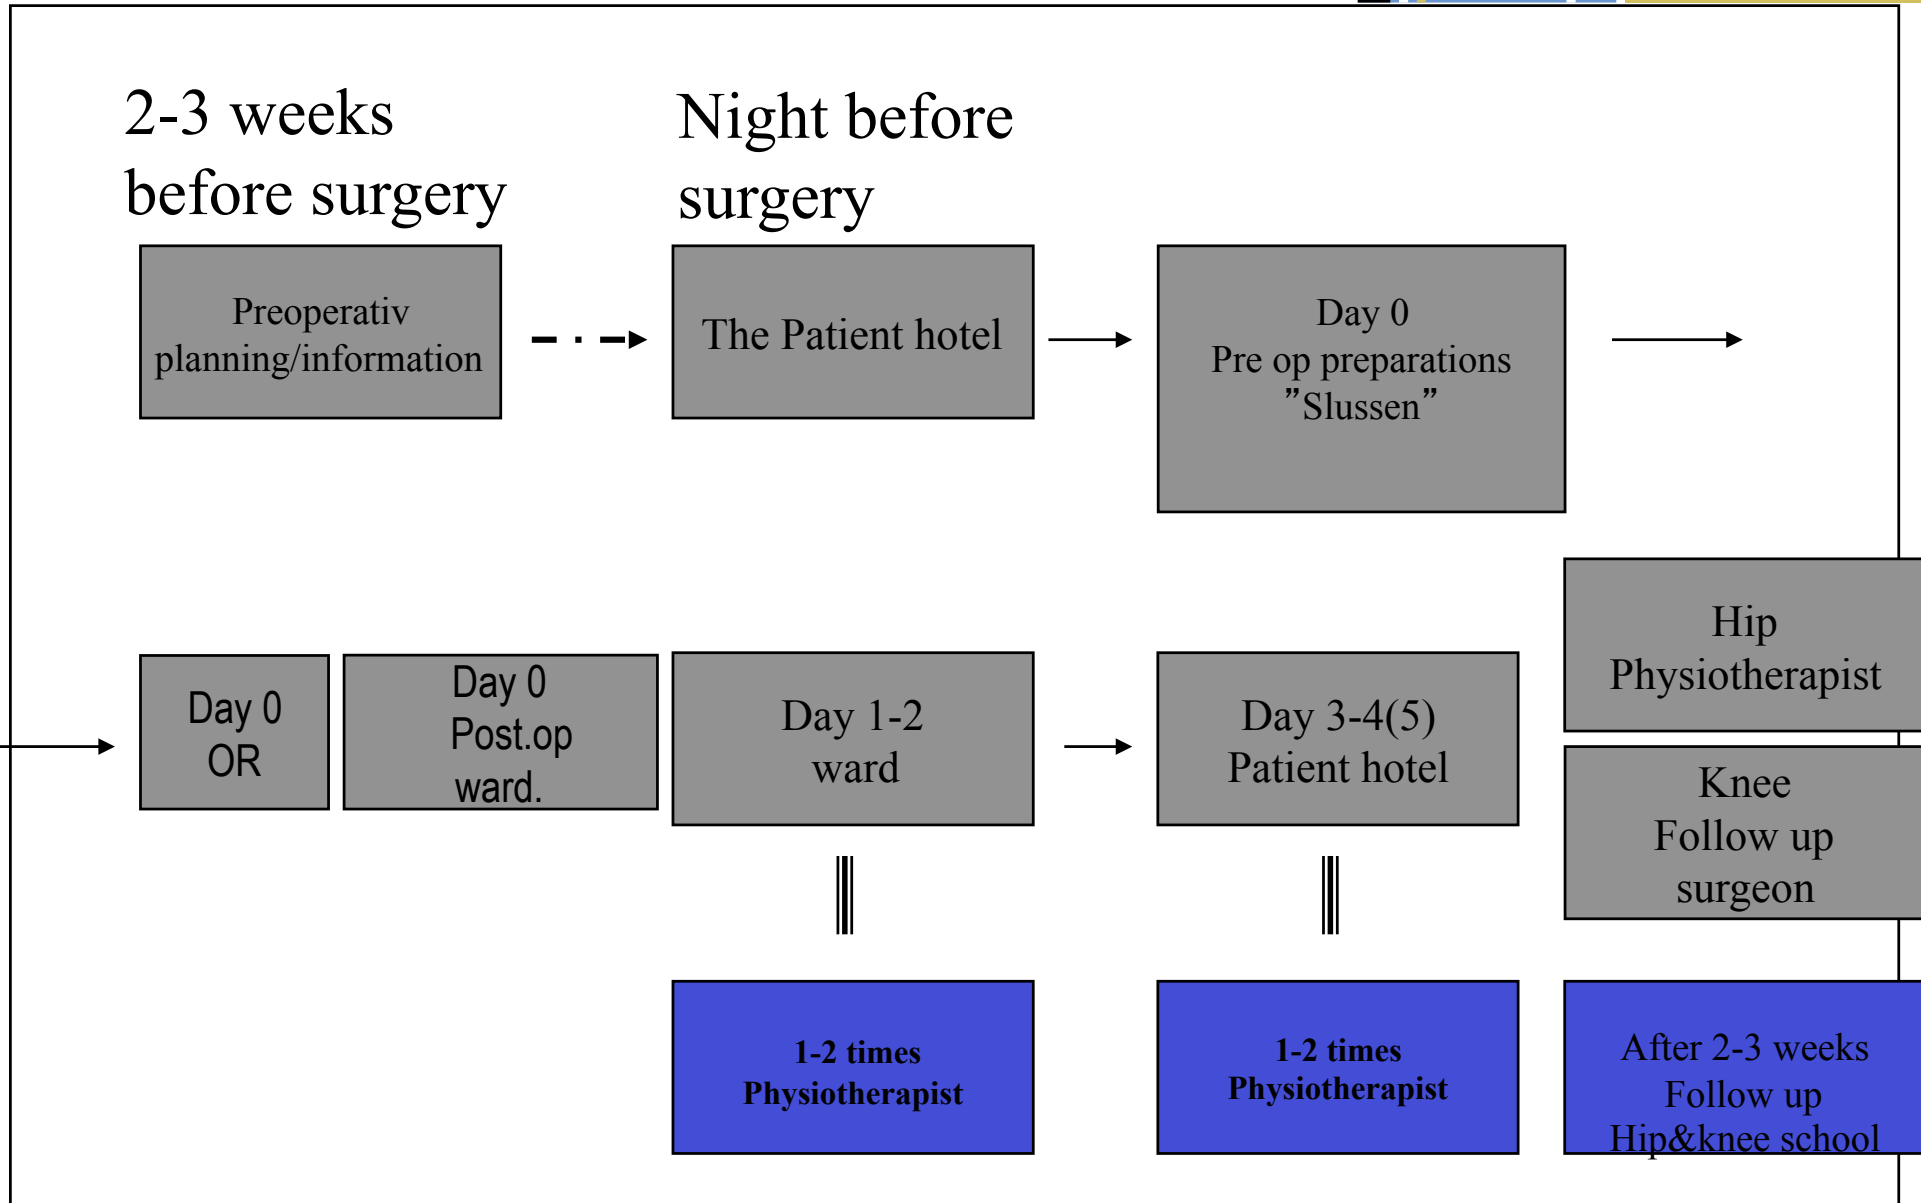 2-3 weeks
before surgery
Night before
surgery
Preoperativ
planning/information
The Patient hotel
Day 0
Pre op preparations
”Slussen”
Day 0
OR
Day 0
Post.op
ward.
Day 1-2
ward
Day 3-4(5)
Patient hotel
Hip
Physiotherapist
Knee
Follow up
surgeon
1-2 times
Physiotherapist
1-2 times
Physiotherapist
After 2-3 weeks
Follow up
Hip&knee school